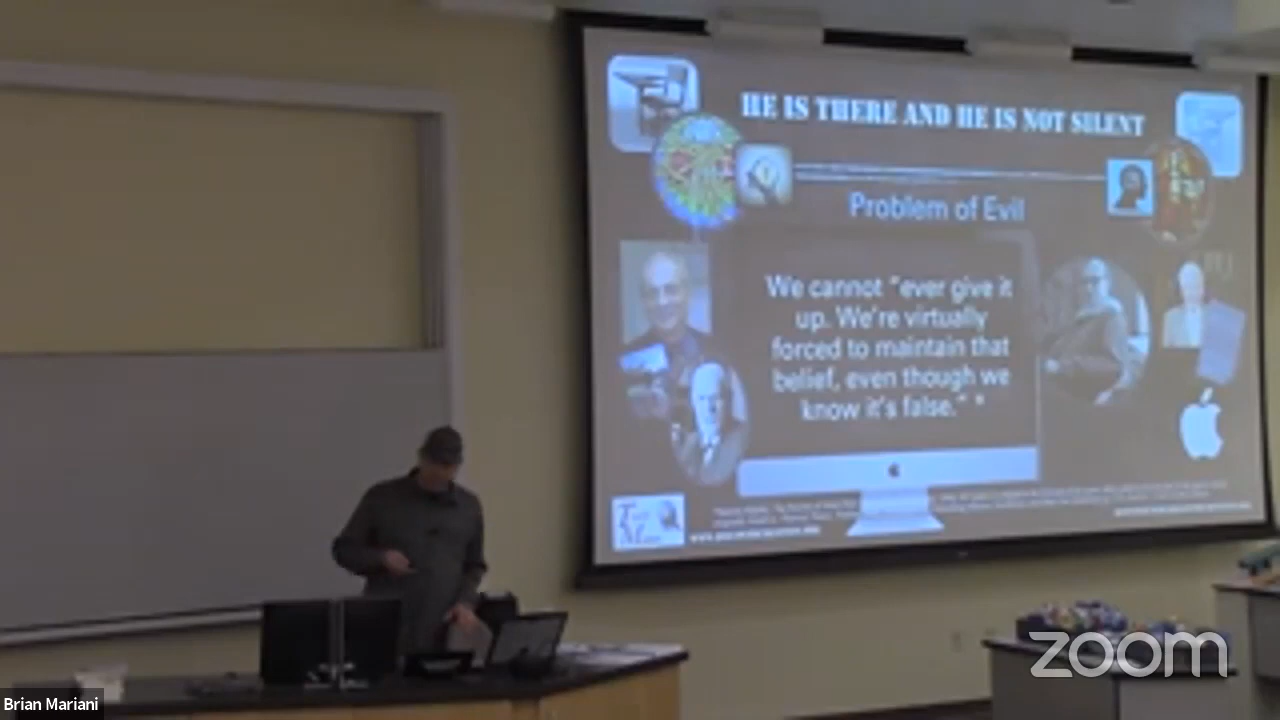 HE IS THERE AND HE IS NOT SILENT
Problem of Evil
We cannot "ever give it
up. We're virtually
forced to maintain that
belief, even though we
know it's false." *
zoom
Brian Mariani